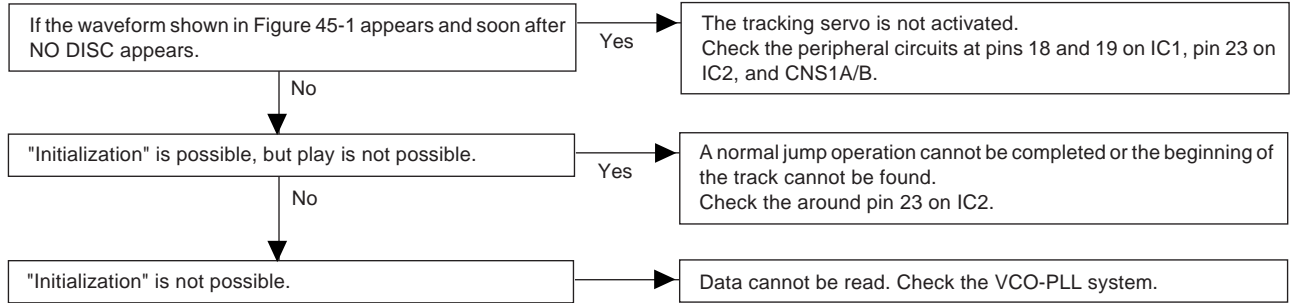 If the waveform shown in Figure 45-1 appears and soon after
NO DISC appears.
Yes
The tracking servo is not activated.
Check the peripheral circuits at pins 18 and 19 on IC1, pin 23 on
IC2, and CNS1A/B.
No
"Initialization" is possible, but play is not possible.
Yes
A normal jump operation cannot be completed or the beginning of
the track cannot be found.
Check the around pin 23 on IC2.
No
"Initialization" is not possible.
Data cannot be read. Check the VCO-PLL system.